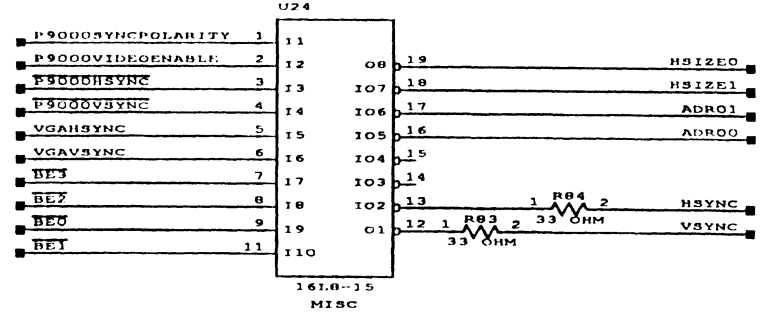 U24
P9000SYNCPOLARITY 1 I1
P9000VIDEOENABLE 2 I2 O8 19 HSIZE0
P9000HSYNC 3 I3 IO7 18 HSIZE1
P9000VSYNC 4 I4 IO6 17 ADR01
VGAHSYNC 5 I5 IO5 16 ADR00
VGAVSYNC 6 I6 IO4 15
BE3 7 I7 IO3 14
BE2 8 I8 IO2 13 1 R84 2 HSYNC
33 OHM
BE0 9 I9 O1 12 1 R83 2 VSYNC
33 OHM
BE1 11 I10
16L8-15
MISC